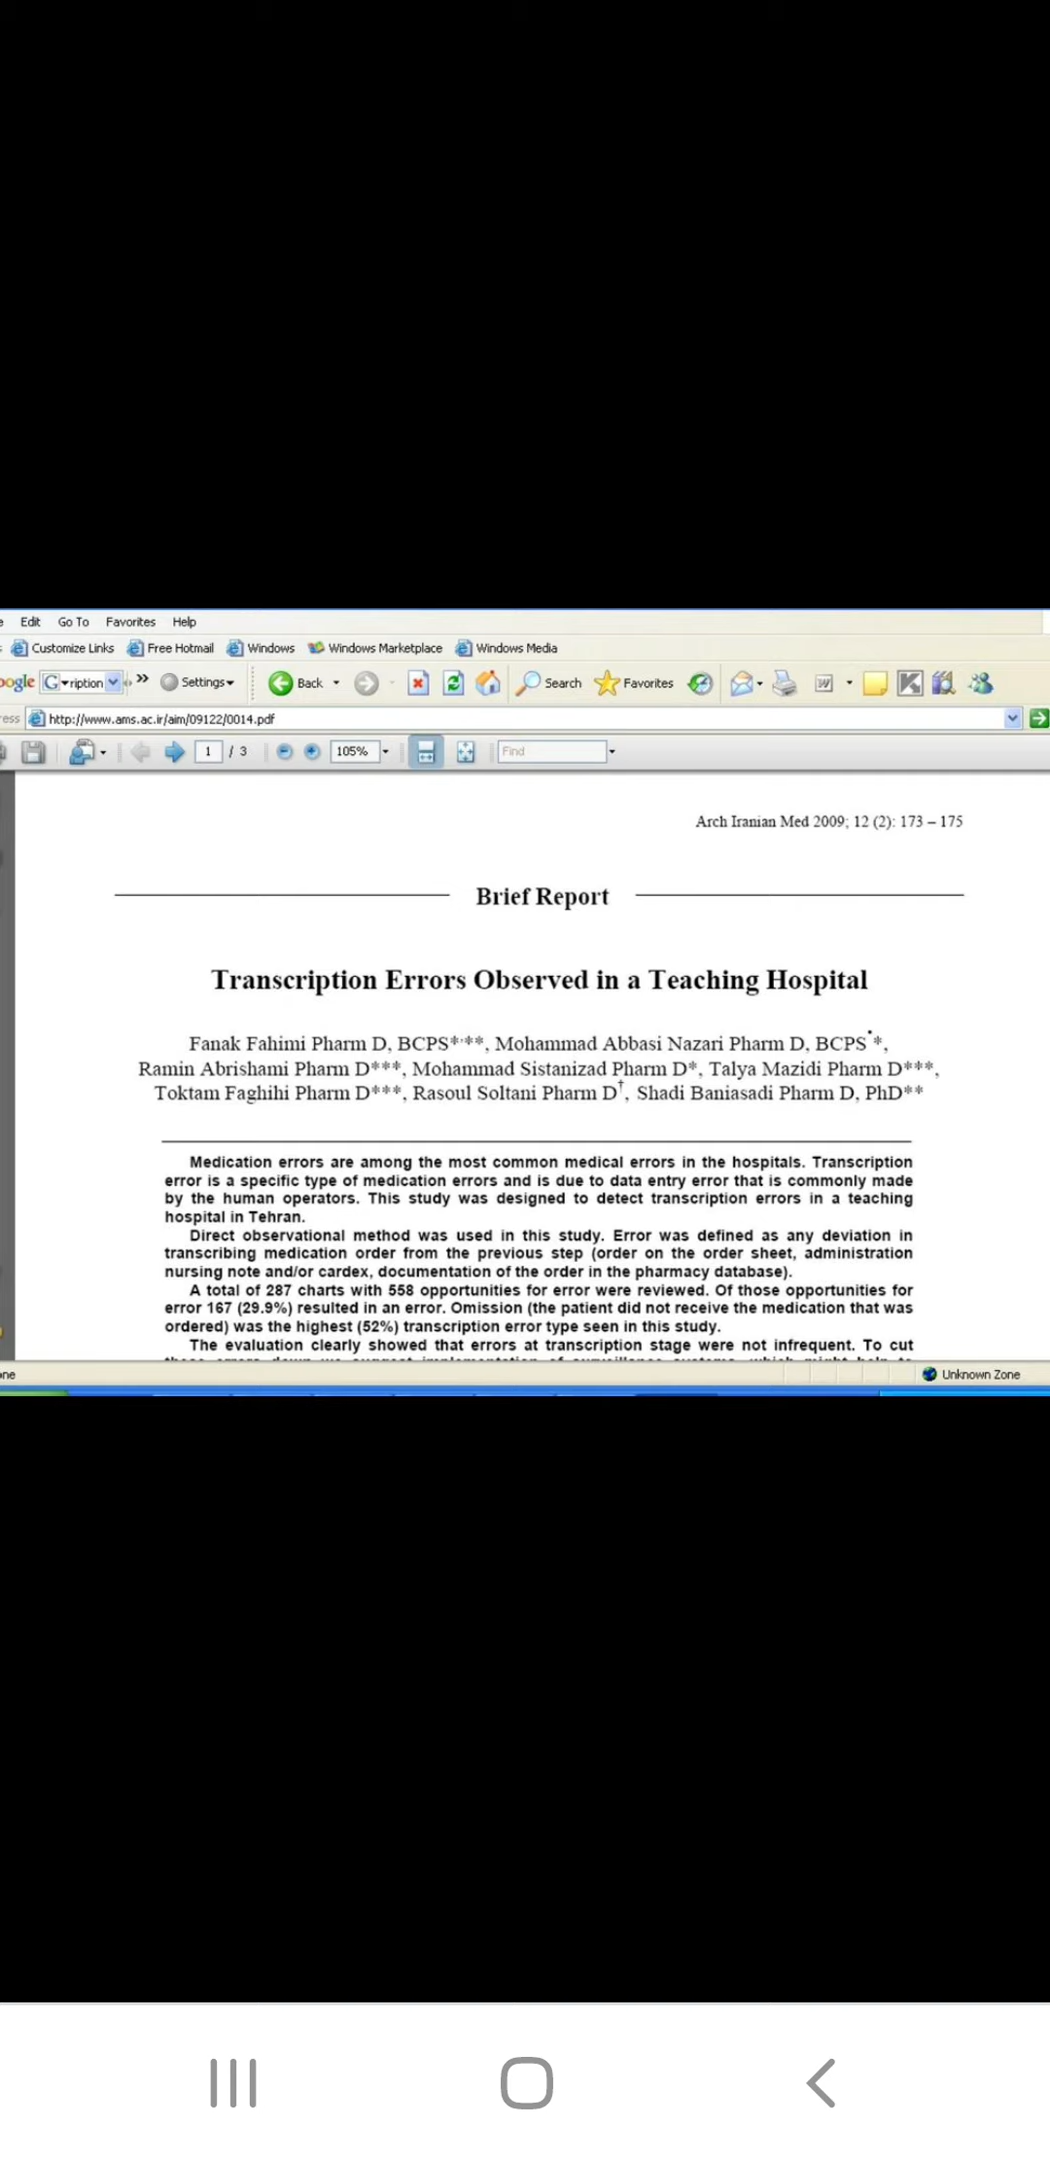 Edit Go To Favorites Help
Customize Links Free Hotmail Windows Windows Marketplace Windows Media
ription Settings Back Search Favorites
http://www.ams.ac.ir/aim/09122/0014.pdf
1 / 3 105% Find
Arch Iranian Med 2009; 12 (2): 173 – 175
Brief Report
Transcription Errors Observed in a Teaching Hospital
Fanak Fahimi Pharm D, BCPS*,**, Mohammad Abbasi Nazari Pharm D, BCPS•*,
Ramin Abrishami Pharm D***, Mohammad Sistanizad Pharm D*, Talya Mazidi Pharm D***,
Toktam Faghihi Pharm D***, Rasoul Soltani Pharm D†, Shadi Baniasadi Pharm D, PhD**
Medication errors are among the most common medical errors in the hospitals. Transcription
error is a specific type of medication errors and is due to data entry error that is commonly made
by the human operators. This study was designed to detect transcription errors in a teaching
hospital in Tehran.
Direct observational method was used in this study. Error was defined as any deviation in
transcribing medication order from the previous step (order on the order sheet, administration
nursing note and/or cardex, documentation of the order in the pharmacy database).
A total of 287 charts with 558 opportunities for error were reviewed. Of those opportunities for
error 167 (29.9%) resulted in an error. Omission (the patient did not receive the medication that was
ordered) was the highest (52%) transcription error type seen in this study.
The evaluation clearly showed that errors at transcription stage were not infrequent. To cut
Unknown Zone